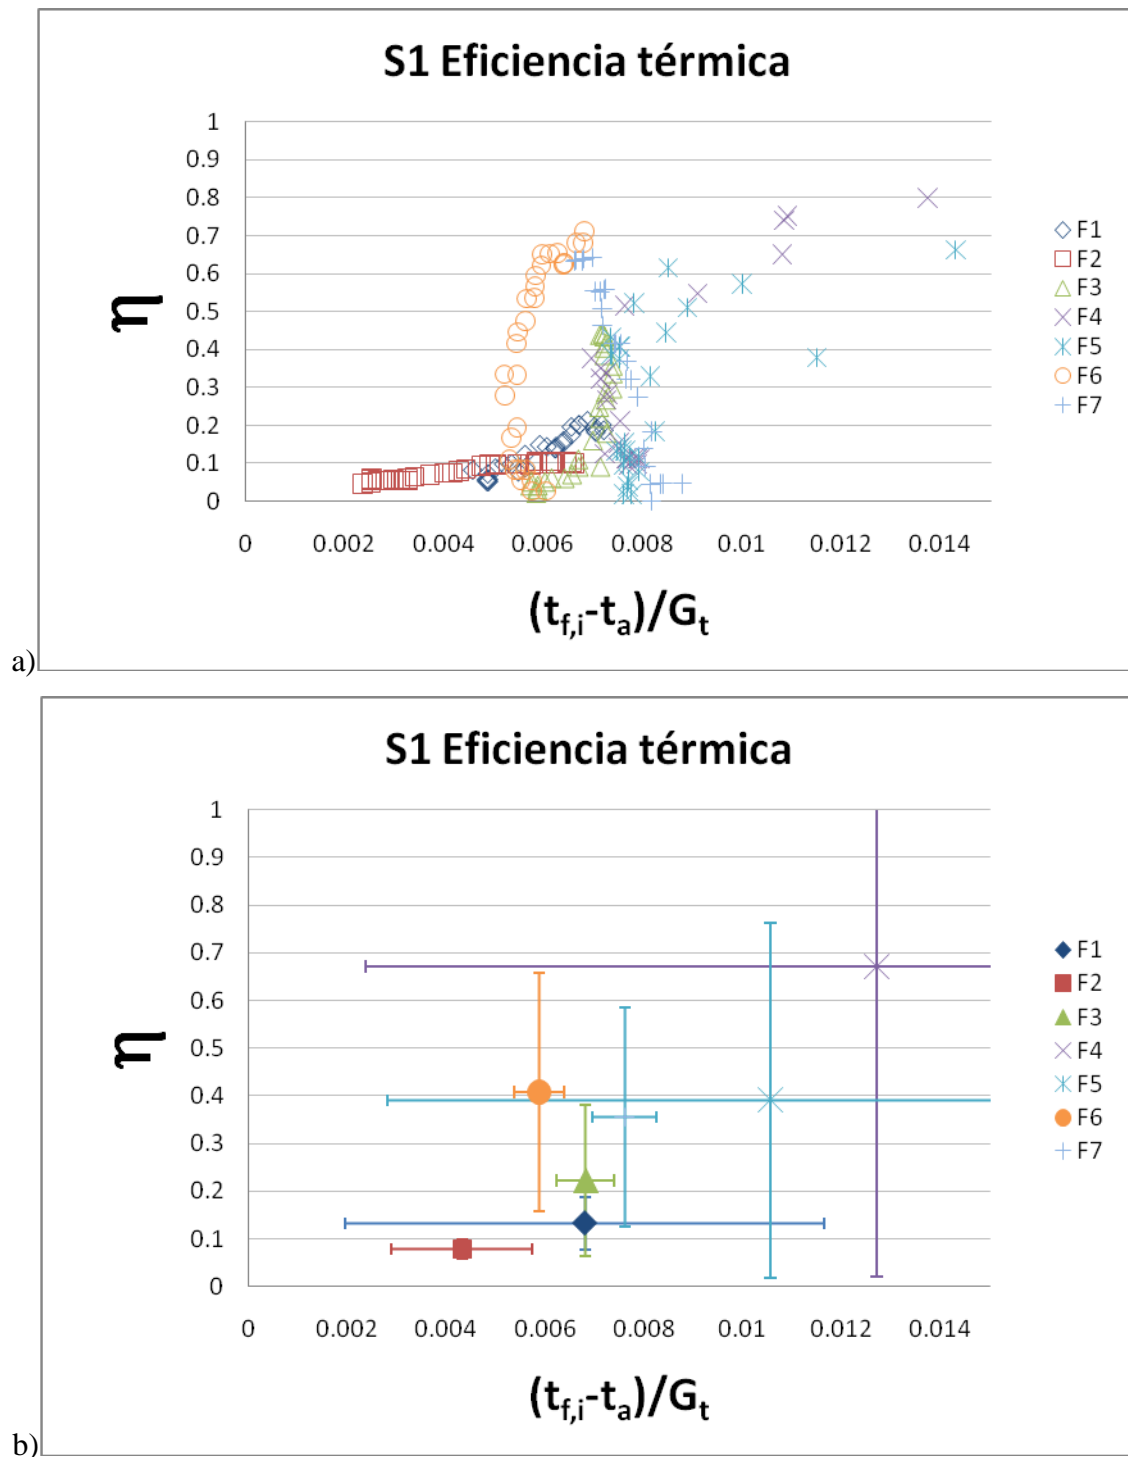 S1 Eficiencia térmica
1
0.9
0.8
0.7
0.6
0.5
0.4
0.3
0.2
0.1
0
η
0 0.002 0.004 0.006 0.008 0.01 0.012 0.014
(tf,i-ta)/Gt
F1
F2
F3
F4
F5
F6
F7
a)
S1 Eficiencia térmica
1
0.9
0.8
0.7
0.6
0.5
0.4
0.3
0.2
0.1
0
η
0 0.002 0.004 0.006 0.008 0.01 0.012 0.014
(tf,i-ta)/Gt
F1
F2
F3
F4
F5
F6
F7
b)